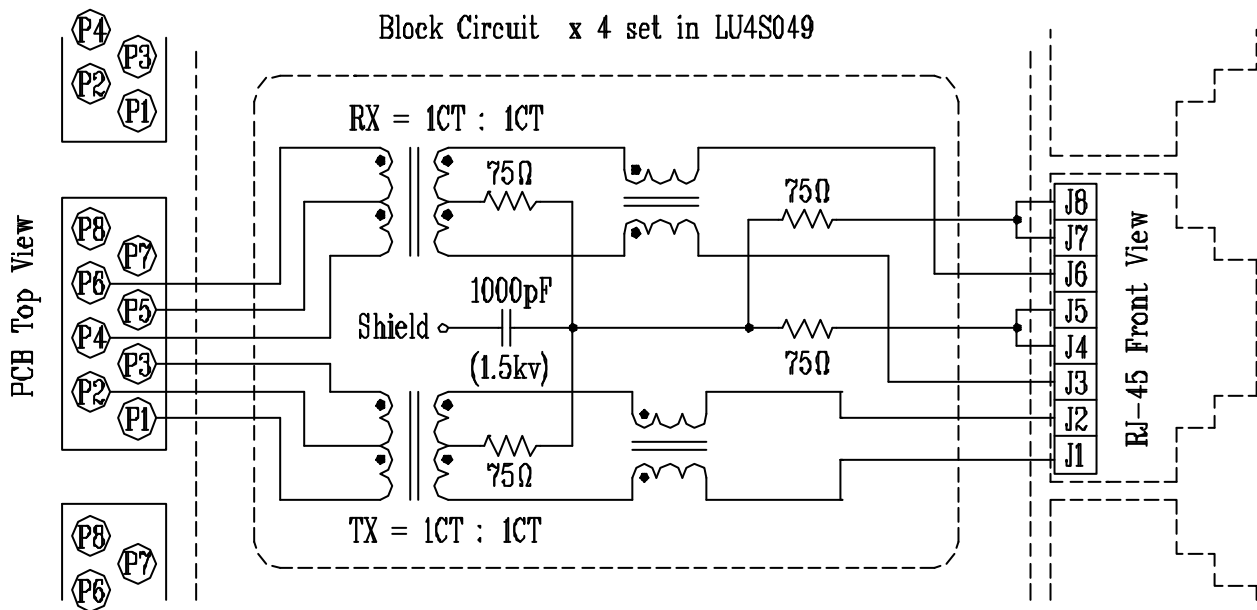 Block Circuit x 4 set in LU4S049
P4
P3
P2
P1
RX = 1CT : 1CT
75Ω
75Ω
PCB Top View
P8
P7
P6
P5
P4
P3
P2
P1
1000pF
Shield
(1.5kv)
75Ω
75Ω
TX = 1CT : 1CT
J8
J7
J6
J5
J4
J3
J2
J1
RJ-45 Front View
P8
P7
P6